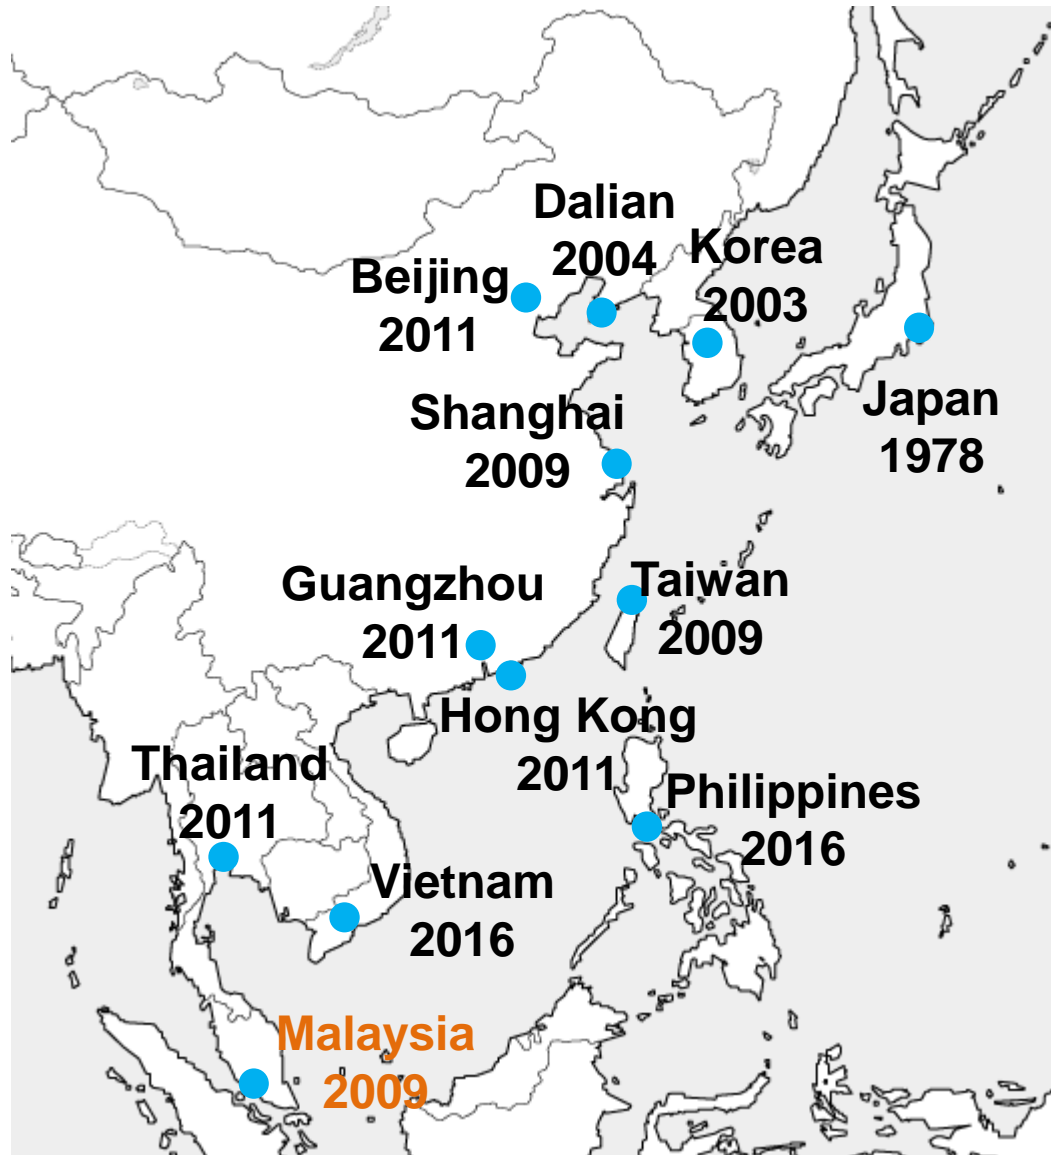 Dalian
2004
Korea
2003
Beijing
2011
Japan
1978
Shanghai
2009
Guangzhou
2011
Taiwan
2009
Hong Kong
2011
Thailand
2011
Philippines
2016
Vietnam
2016
Malaysia
2009